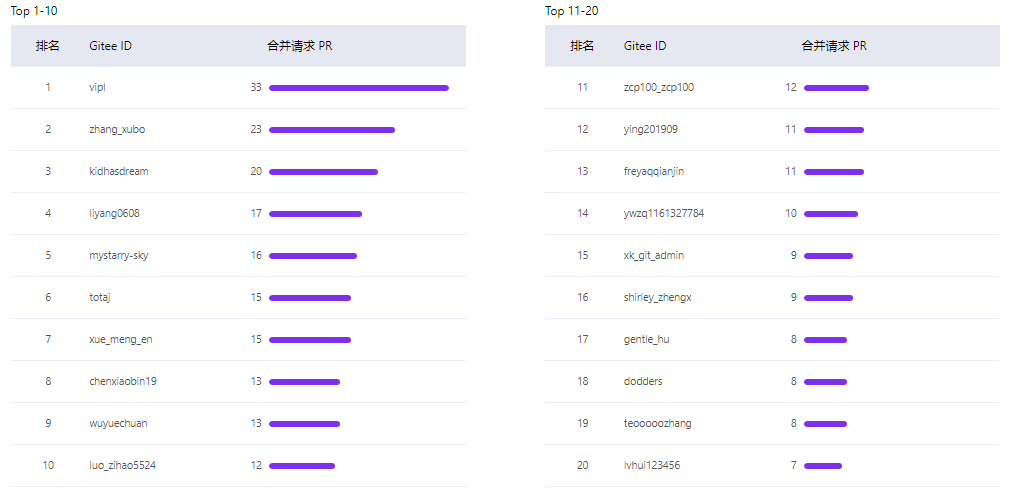 Top 1-10
排名 Gitee ID 合并请求 PR
1 vipl 33
2 zhang_xubo 23
3 kidhasdream 20
4 liyang0608 17
5 mystarry-sky 16
6 totaj 15
7 xue_meng_en 15
8 chenxiaobin19 13
9 wuyuechuan 13
10 luo_zihao5524 12
Top 11-20
排名 Gitee ID 合并请求 PR
11 zcp100_zcp100 12
12 ying201909 11
13 freyaqqianjin 11
14 ywzq1161327784 10
15 xk_git_admin 9
16 shirley_zhengx 9
17 gentle_hu 8
18 dodders 8
19 teooooozhang 8
20 lvhui123456 7